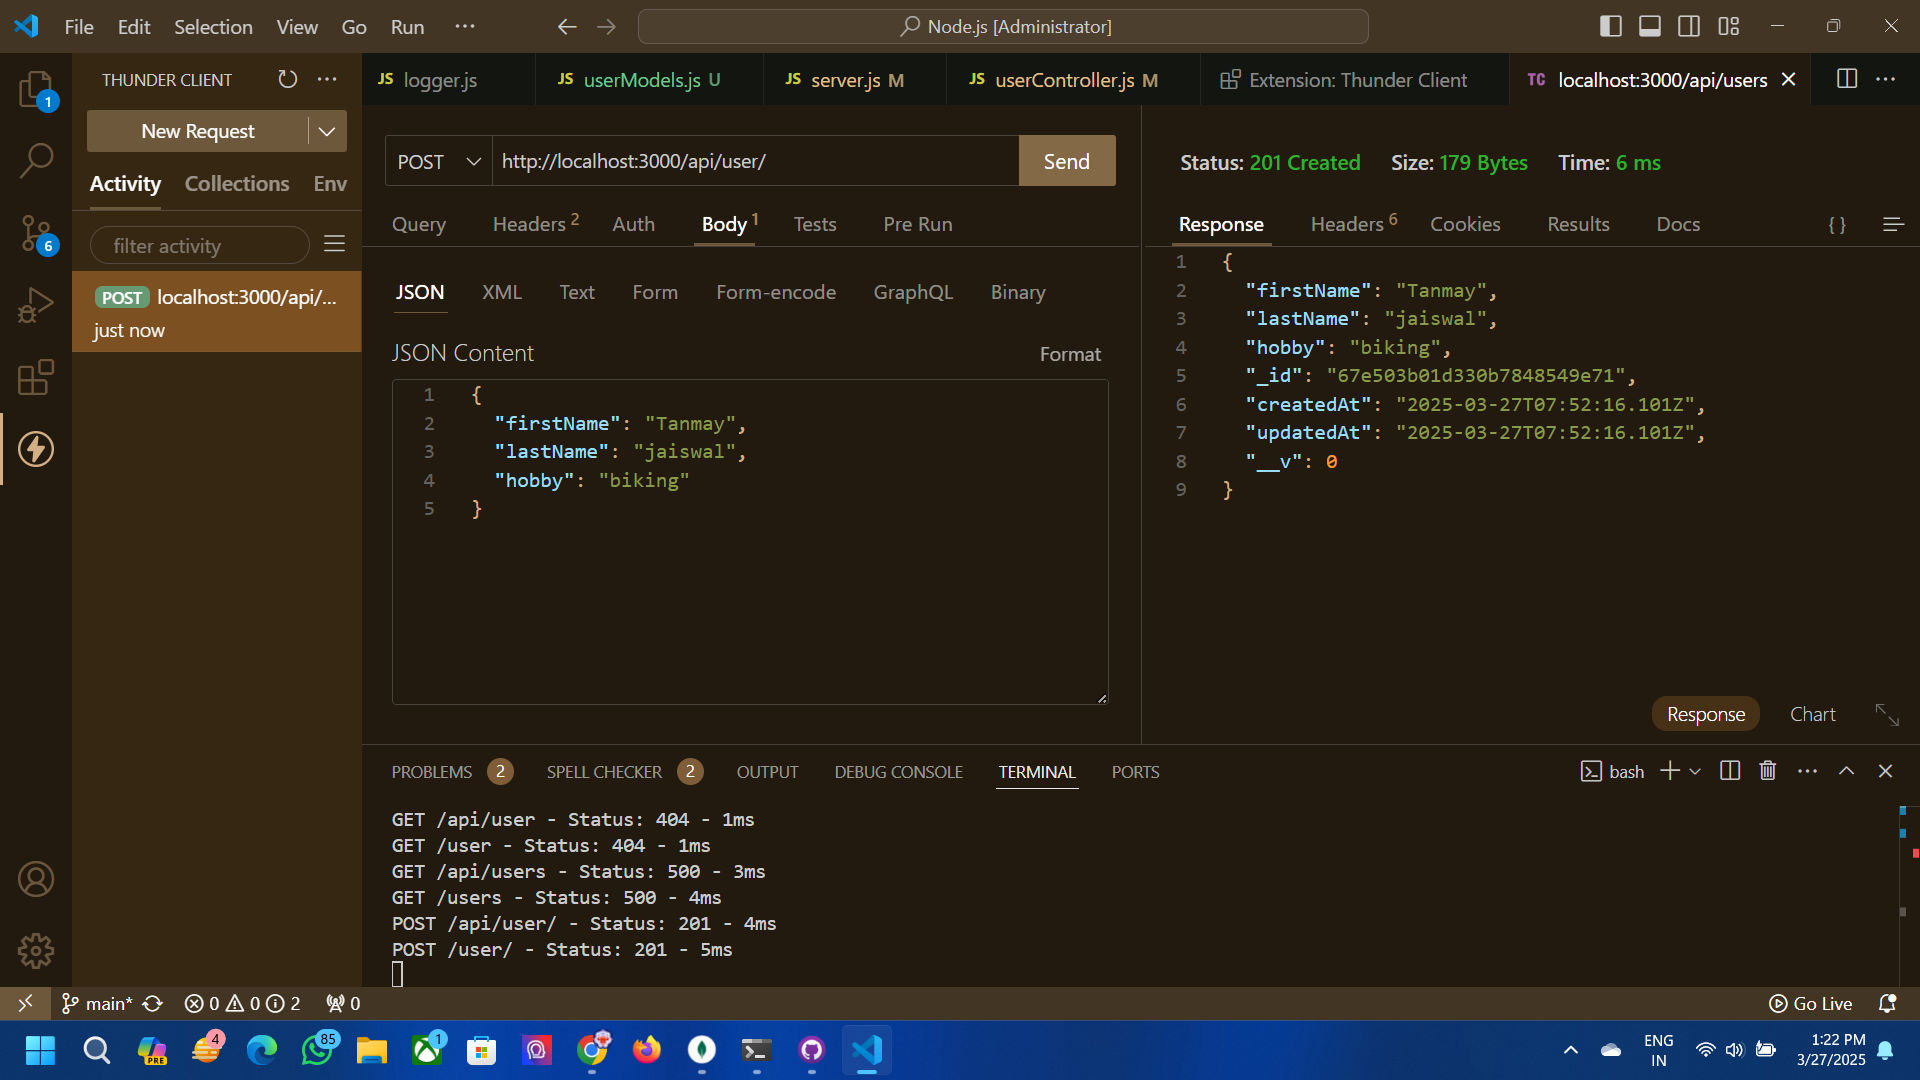 File Edit Selection View Go Run ···
Node.js [Administrator]
THUNDER CLIENT
New Request
Activity Collections Env
filter activity
POST localhost:3000/api/...
just now
1
6
JS logger.js
JS userModels.js U
JS server.js M
JS userController.js M
Extension: Thunder Client
TC localhost:3000/api/users
POST http://localhost:3000/api/user/ Send
Query Headers 2 Auth Body 1 Tests Pre Run
JSON XML Text Form Form-encode GraphQL Binary
JSON Content Format
1 {
2 "firstName": "Tanmay",
3 "lastName": "jaiswal",
4 "hobby": "biking"
5 }
Status: 201 Created Size: 179 Bytes Time: 6 ms
Response Headers 6 Cookies Results Docs { }
1 {
2 "firstName": "Tanmay",
3 "lastName": "jaiswal",
4 "hobby": "biking",
5 "_id": "67e503b01d330b7848549e71",
6 "createdAt": "2025-03-27T07:52:16.101Z",
7 "updatedAt": "2025-03-27T07:52:16.101Z",
8 "__v": 0
9 }
Response Chart
PROBLEMS 2 SPELL CHECKER 2 OUTPUT DEBUG CONSOLE TERMINAL PORTS
bash
GET /api/user - Status: 404 - 1ms
GET /user - Status: 404 - 1ms
GET /api/users - Status: 500 - 3ms
GET /users - Status: 500 - 4ms
POST /api/user/ - Status: 201 - 4ms
POST /user/ - Status: 201 - 5ms
main* 0 0 2 0
Go Live
PRE 4 85 1
ENG
IN
1:22 PM
3/27/2025